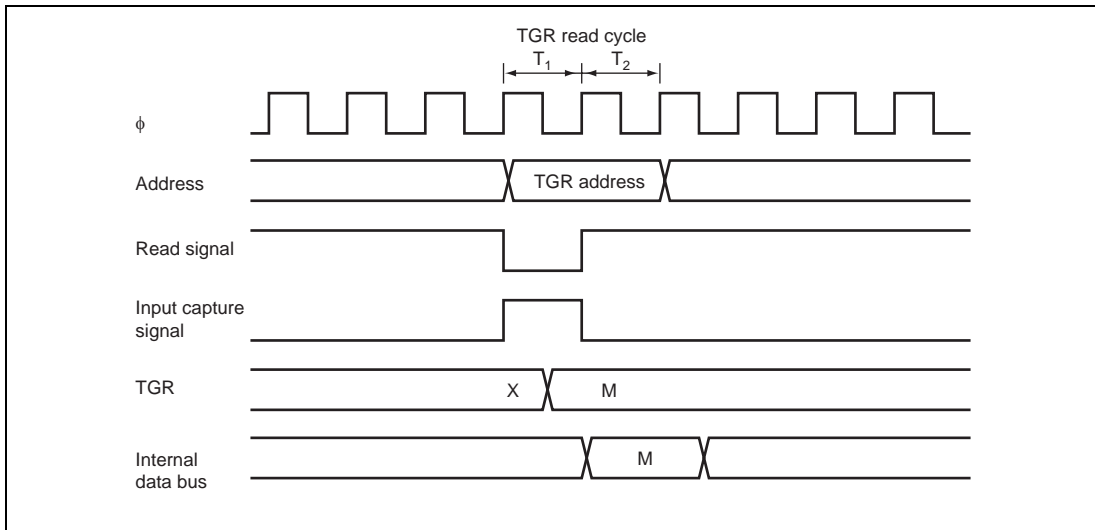 TGR read cycle
T1 T2
ϕ
Address
TGR address
Read signal
Input capture
signal
TGR
X
M
Internal
data bus
M